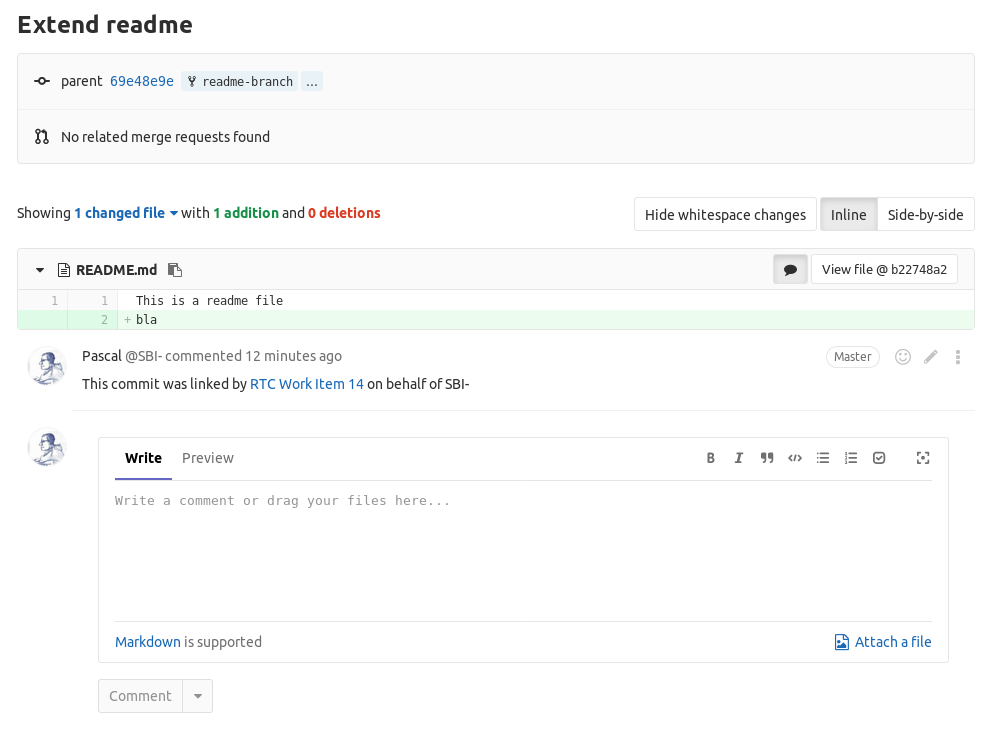 Extend readme
parent 69e48e9e readme-branch ...
No related merge requests found
Showing 1 changed file with 1 addition and 0 deletions
Hide whitespace changes Inline Side-by-side
README.md View file @ b22748a2
1 1 This is a readme file
2 + bla
Pascal @SBI- commented 12 minutes ago Master
This commit was linked by RTC Work Item 14 on behalf of SBI-
Write Preview
Write a comment or drag your files here...
Markdown is supported Attach a file
Comment